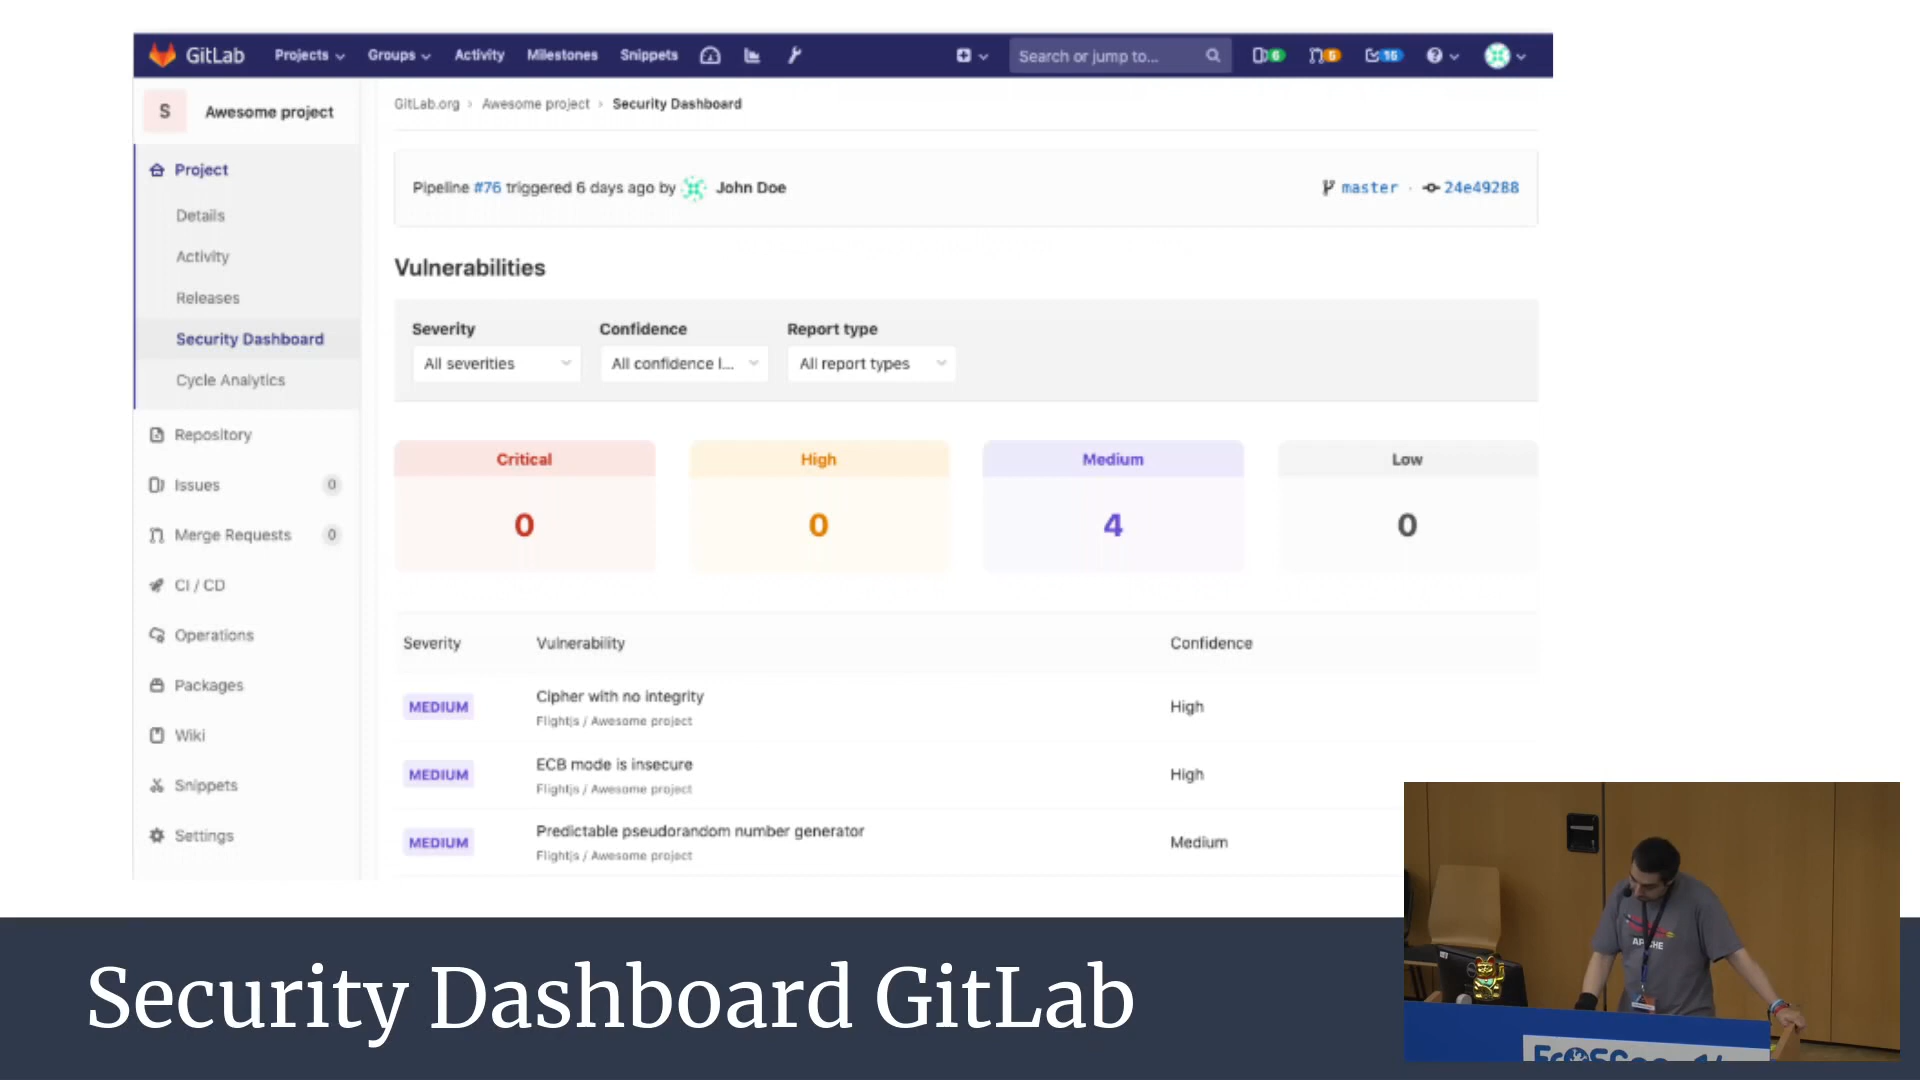 GitLab Projects Groups Activity Milestones Snippets Search or jump to... 6 6 16
S Awesome project
GitLab.org › Awesome project › Security Dashboard
Project
Details
Activity
Releases
Security Dashboard
Cycle Analytics
Repository
Issues 0
Merge Requests 0
CI / CD
Operations
Packages
Wiki
Snippets
Settings
Pipeline #76 triggered 6 days ago by John Doe master · 24e49288
Vulnerabilities
Severity Confidence Report type
All severities All confidence l... All report types
Critical High Medium Low
0 0 4 0
Severity Vulnerability Confidence
MEDIUM Cipher with no integrity High
Flightjs / Awesome project
MEDIUM ECB mode is insecure High
Flightjs / Awesome project
MEDIUM Predictable pseudorandom number generator Medium
Flightjs / Awesome project
Security Dashboard GitLab
APACHE